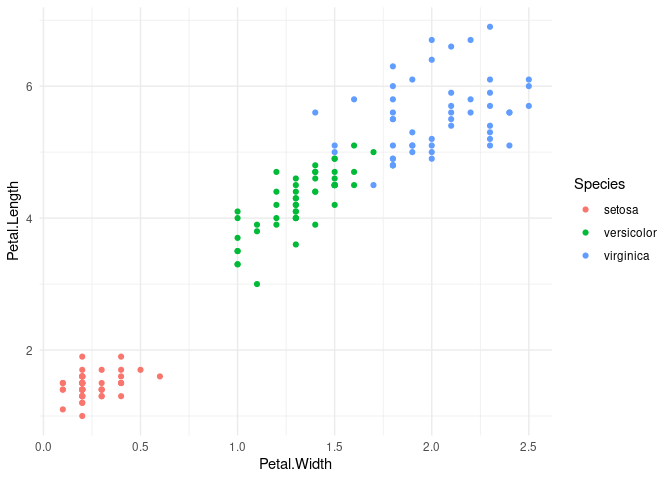 Petal.Length
6
4
2
0.0 0.5 1.0 1.5 2.0 2.5
Petal.Width
Species
setosa
versicolor
virginica